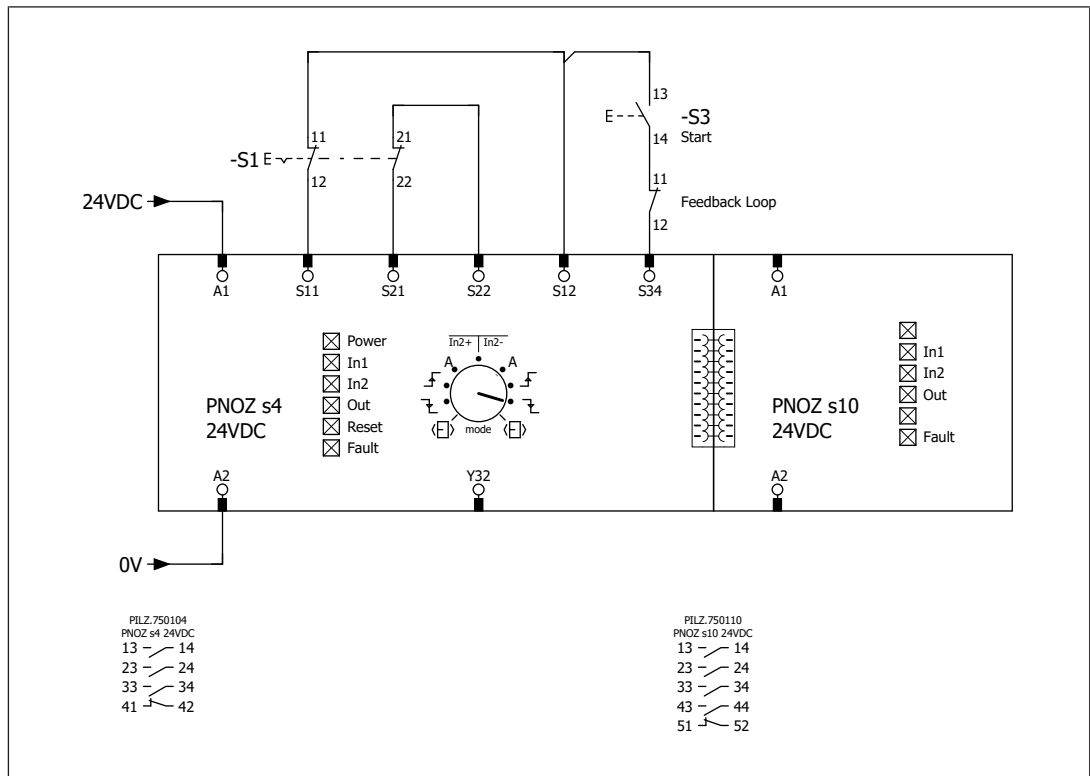 13
E
-S3
14
Start
11
21
-S1
E
12
22
11
Feedback Loop
12
24VDC
A1
S11
S21
S22
S12
S34
A1
Power
In1
In2
Out
Reset
Fault
In2+
In2-
A
A
mode
PNOZ s4
24VDC
In1
In2
Out
Fault
PNOZ s10
24VDC
A2
Y32
A2
0V
PILZ.750104
PNOZ s4 24VDC
13 14
23 24
33 34
41 42
PILZ.750110
PNOZ s10 24VDC
13 14
23 24
33 34
43 44
51 52